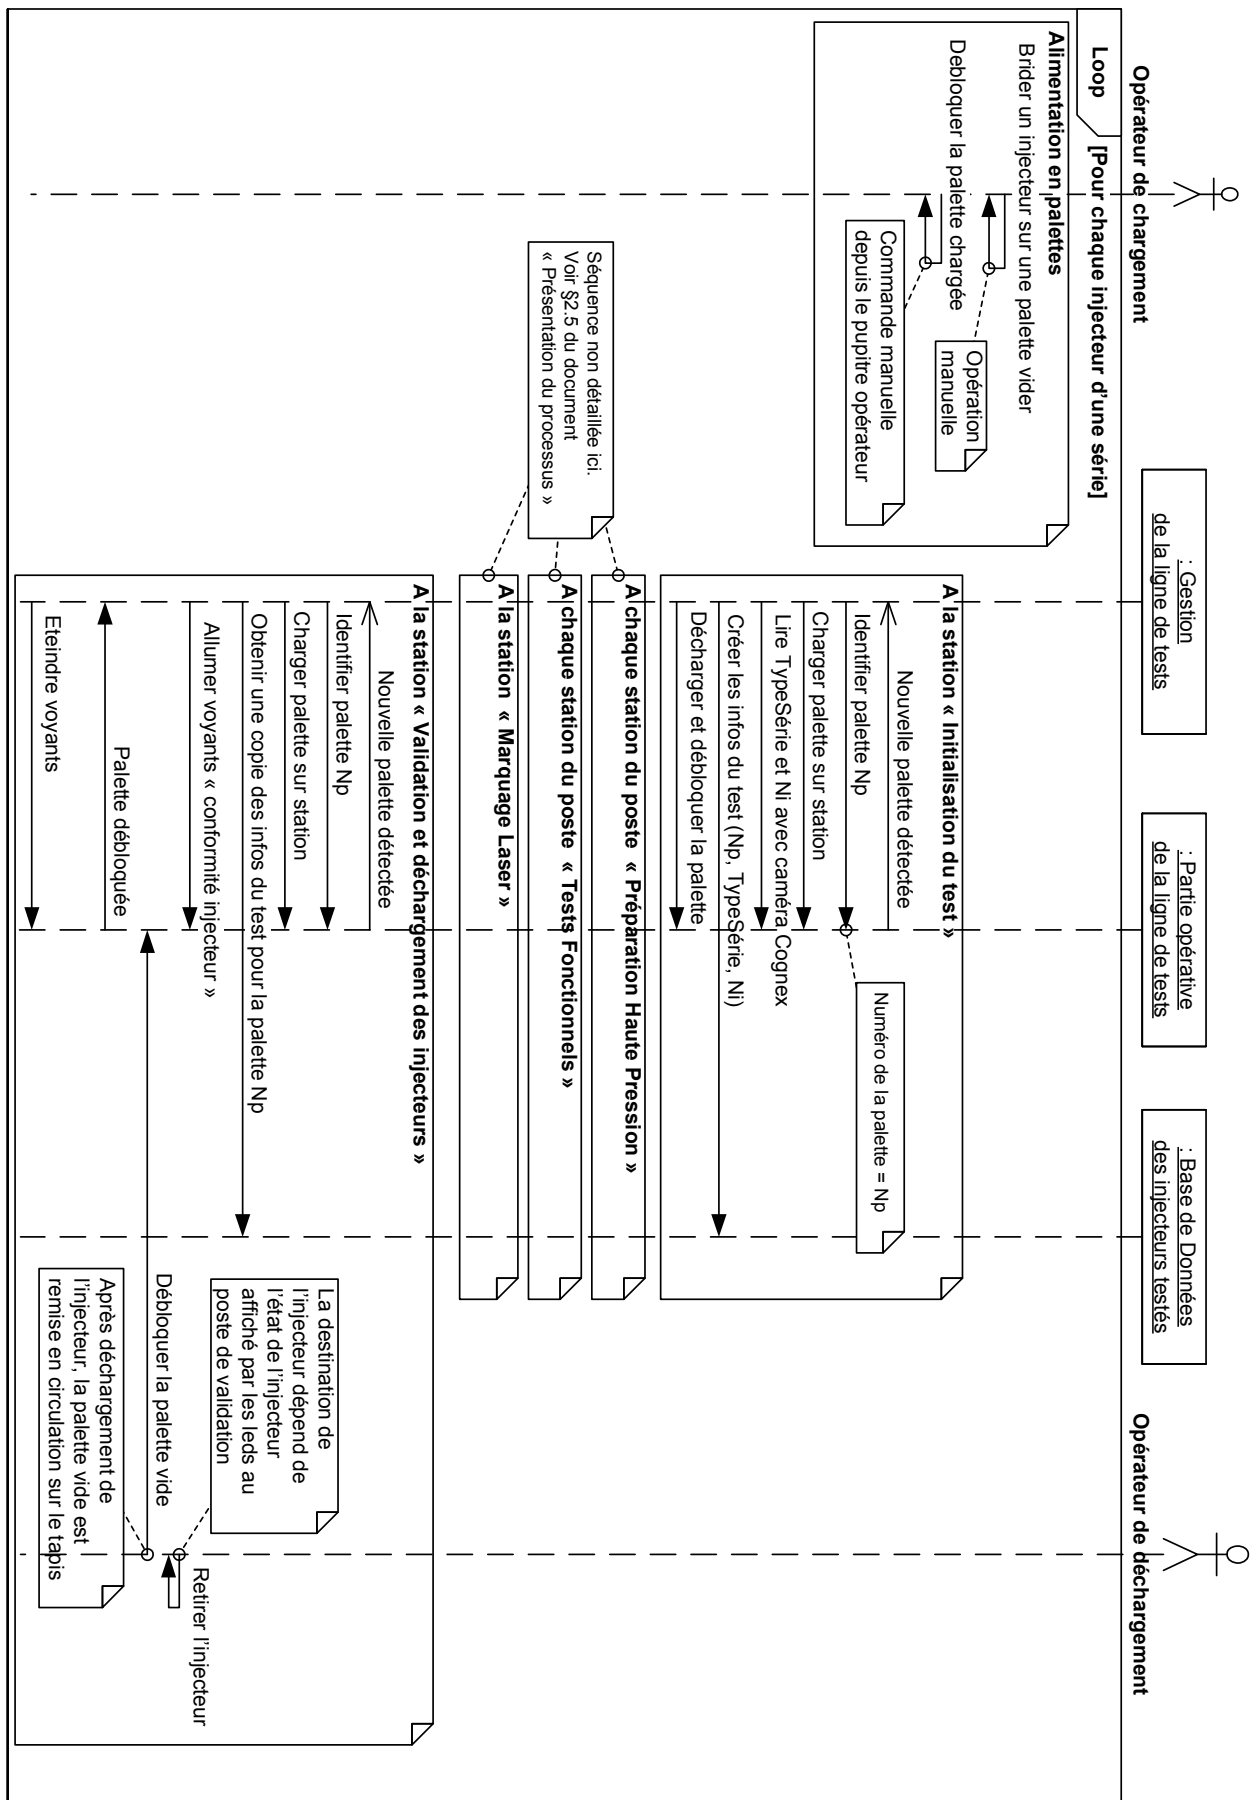 Opérateur de chargement
: Gestion
de la ligne de tests
: Partie opérative
de la ligne de tests
: Base de Données
des injecteurs testés
Opérateur de déchargement
Loop
[Pour chaque injecteur d'une série]
Alimentation en palettes
Brider un injecteur sur une palette vider
Opération
manuelle
Debloquer la palette chargée
Commande manuelle
depuis le pupitre opérateur
A la station « Initialisation du test »
Nouvelle palette détectée
Identifier palette Np
Numéro de la palette = Np
Charger palette sur station
Lire TypeSérie et Ni avec caméra Cognex
Créer les infos du test (Np, TypeSérie, Ni)
Décharger et débloquer la palette
A chaque station du poste « Préparation Haute Pression »
Séquence non détaillée ici.
Voir §2.5 du document
« Présentation du processus »
A chaque station du poste « Tests Fonctionnels »
A la station « Marquage Laser »
A la station « Validation et déchargement des injecteurs »
Nouvelle palette détectée
Identifier palette Np
Charger palette sur station
Obtenir une copie des infos du test pour la palette Np
Allumer voyants « conformité injecteur »
La destination de
l'injecteur dépend de
l'état de l'injecteur
affiché par les leds au
poste de validation
Retirer l'injecteur
Débloquer la palette vide
Palette débloquée
Après déchargement de
l'injecteur, la palette vide est
remise en circulation sur le tapis
Eteindre voyants